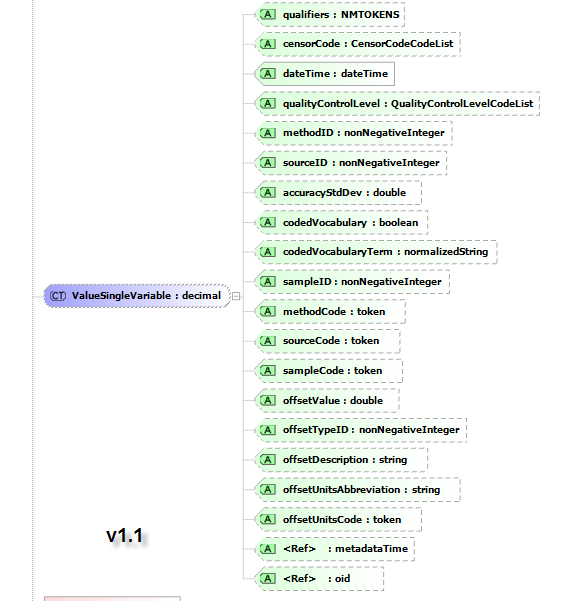 A qualifiers : NMTOKENS
A censorCode : CensorCodeCodeList
A dateTime : dateTime
A qualityControlLevel : QualityControlLevelCodeList
A methodID : nonNegativeInteger
A sourceID : nonNegativeInteger
A accuracyStdDev : double
A codedVocabulary : boolean
A codedVocabularyTerm : normalizedString
A sampleID : nonNegativeInteger
CT ValueSingleVariable : decimal
A methodCode : token
A sourceCode : token
A sampleCode : token
A offsetValue : double
A offsetTypeID : nonNegativeInteger
A offsetDescription : string
A offsetUnitsAbbreviation : string
A offsetUnitsCode : token
A <Ref> : metadataTime
A <Ref> : oid
v1.1